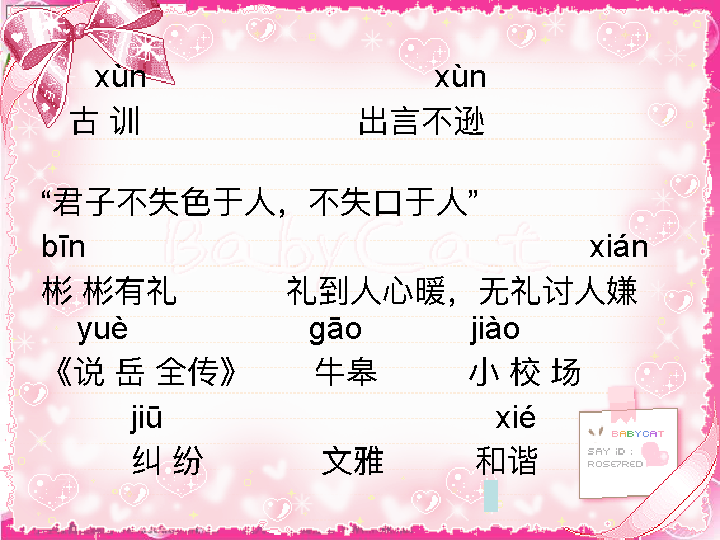 xùn xùn
古 训 出言不逊
“君子不失色于人，不失口于人”
bīn xián
彬 彬有礼 礼到人心暖，无礼讨人嫌
yuè gāo jiào
《说 岳 全传》 牛皋 小 校 场
jiū xié
纠 纷 文雅 和谐
BabyCat
BABYCAT
SAY ID :
ROSE7RED